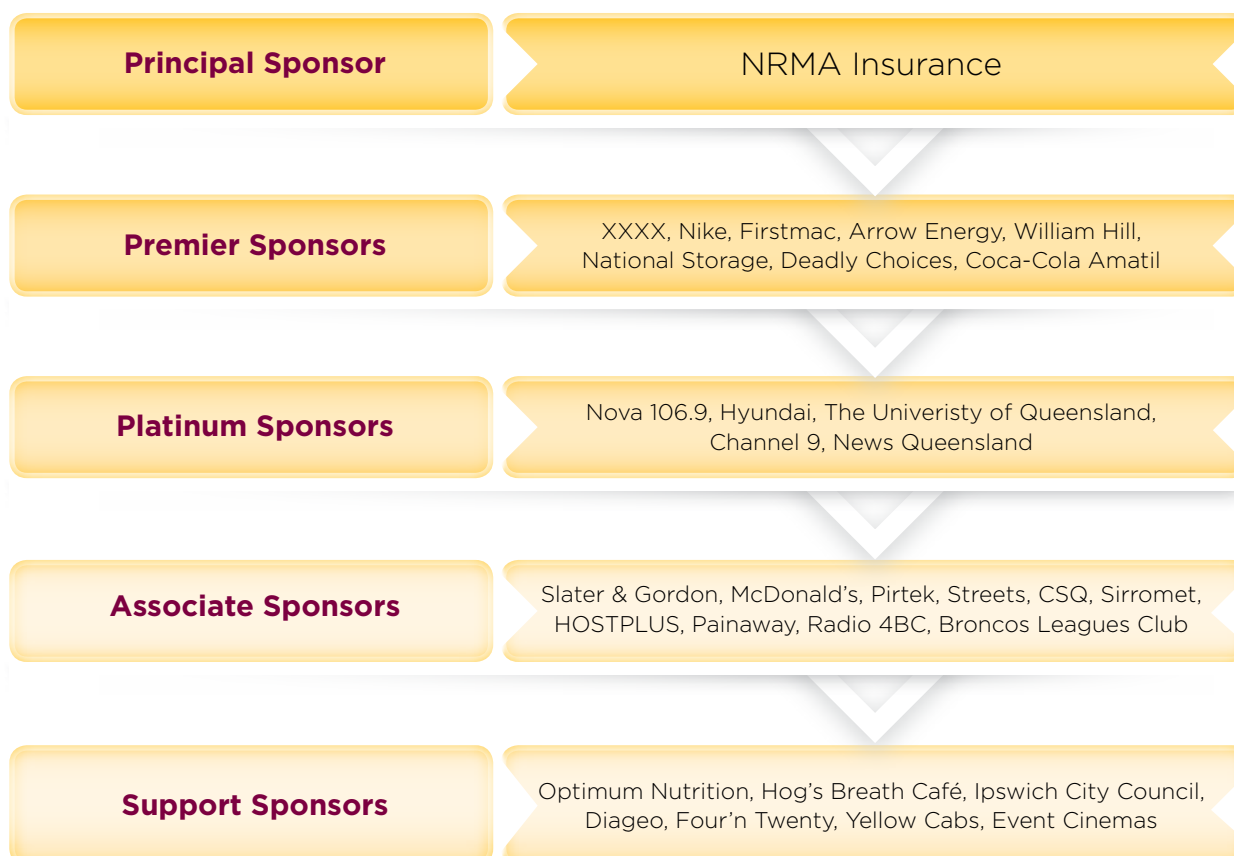 Principal Sponsor
NRMA Insurance
Premier Sponsors
XXXX, Nike, Firstmac, Arrow Energy, William Hill,
National Storage, Deadly Choices, Coca-Cola Amatil
Platinum Sponsors
Nova 106.9, Hyundai, The Univeristy of Queensland,
Channel 9, News Queensland
Associate Sponsors
Slater & Gordon, McDonald’s, Pirtek, Streets, CSQ, Sirromet,
HOSTPLUS, Painaway, Radio 4BC, Broncos Leagues Club
Support Sponsors
Optimum Nutrition, Hog’s Breath Café, Ipswich City Council,
Diageo, Four’n Twenty, Yellow Cabs, Event Cinemas